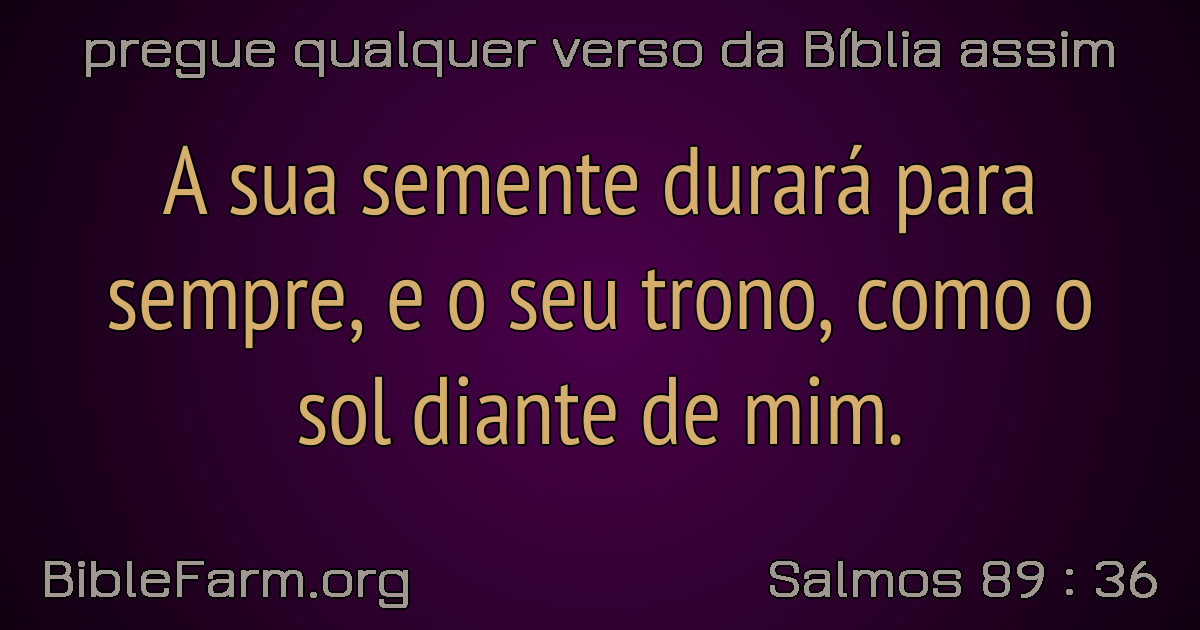 pregue qualquer verso da Bíblia assim
A sua semente durará para
sempre, e o seu trono, como o
sol diante de mim.
BibleFarm.org
Salmos 89 : 36